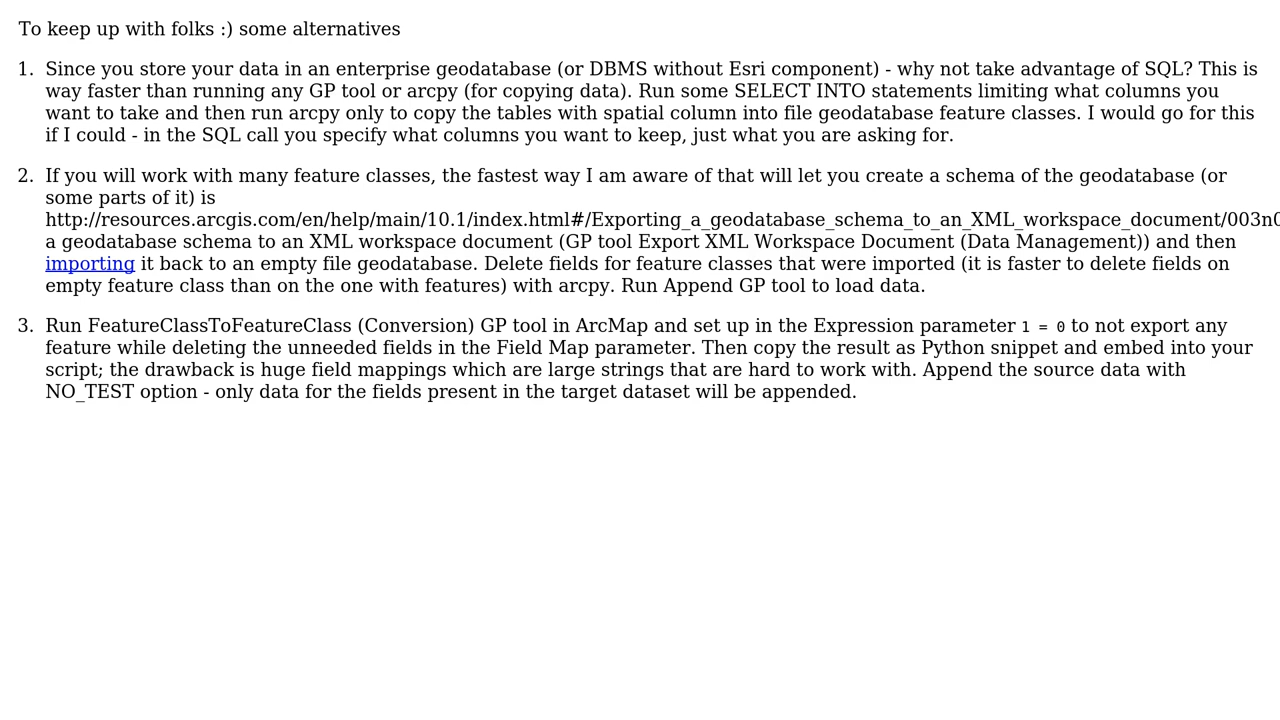 To keep up with folks :) some alternatives
1. Since you store your data in an enterprise geodatabase (or DBMS without Esri component) - why not take advantage of SQL? This is
way faster than running any GP tool or arcpy (for copying data). Run some SELECT INTO statements limiting what columns you
want to take and then run arcpy only to copy the tables with spatial column into file geodatabase feature classes. I would go for this
if I could - in the SQL call you specify what columns you want to keep, just what you are asking for.
2. If you will work with many feature classes, the fastest way I am aware of that will let you create a schema of the geodatabase (or
some parts of it) is
http://resources.arcgis.com/en/help/main/10.1/index.html#/Exporting_a_geodatabase_schema_to_an_XML_workspace_document/003n0
a geodatabase schema to an XML workspace document (GP tool Export XML Workspace Document (Data Management)) and then
importing it back to an empty file geodatabase. Delete fields for feature classes that were imported (it is faster to delete fields on
empty feature class than on the one with features) with arcpy. Run Append GP tool to load data.
3. Run FeatureClassToFeatureClass (Conversion) GP tool in ArcMap and set up in the Expression parameter 1 = 0 to not export any
feature while deleting the unneeded fields in the Field Map parameter. Then copy the result as Python snippet and embed into your
script; the drawback is huge field mappings which are large strings that are hard to work with. Append the source data with
NO_TEST option - only data for the fields present in the target dataset will be appended.